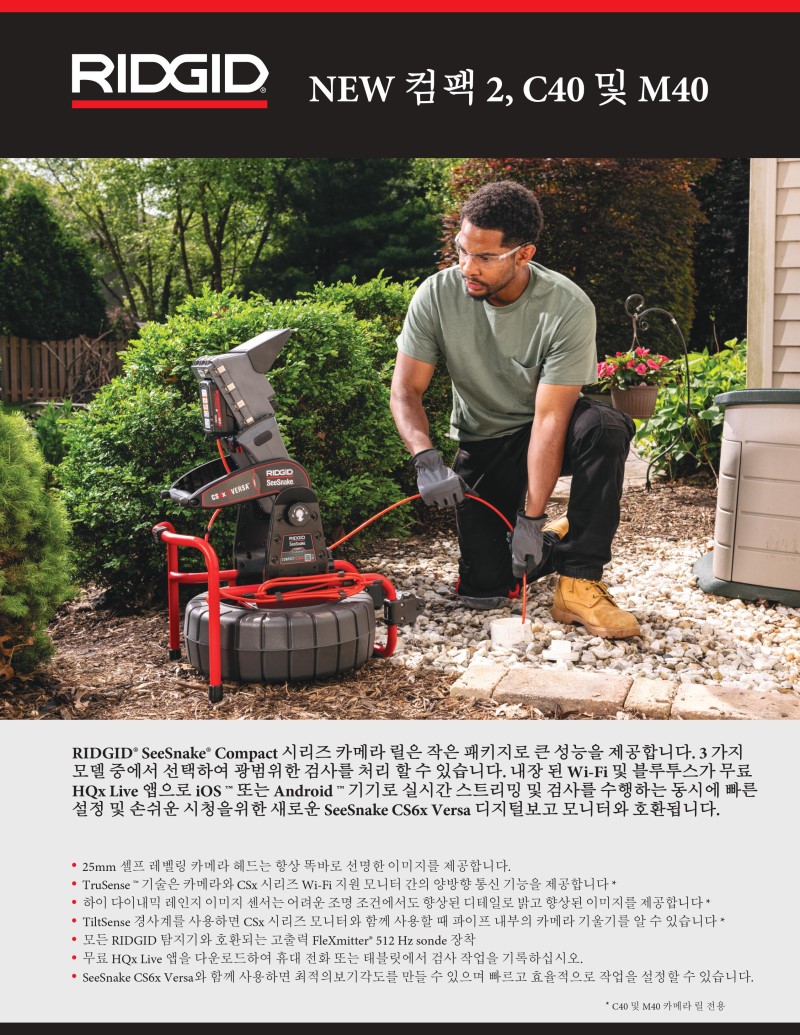 RIDGID®
NEW 컴팩 2, C40 및 M40
RIDGID
SeeSnake
CS6x VERSA
RIDGID
SeeSnake
RIDGID® SeeSnake® Compact 시리즈 카메라 릴은 작은 패키지로 큰 성능을 제공합니다. 3 가지
모델 중에서 선택하여 광범위한 검사를 처리 할 수 있습니다. 내장 된 Wi-Fi 및 블루투스가 무료
HQx Live 앱으로 iOS ™ 또는 Android ™ 기기로 실시간 스트리밍 및 검사를 수행하는 동시에 빠른
설정 및 손쉬운 시청을위한 새로운 SeeSnake CS6x Versa 디지털보고 모니터와 호환됩니다.
• 25mm 셀프 레벨링 카메라 헤드는 항상 똑바로 선명한 이미지를 제공합니다.
• TruSense ™ 기술은 카메라와 CSx 시리즈 Wi-Fi 지원 모니터 간의 양방향 통신 기능을 제공합니다 *
• 하이 다이내믹 레인지 이미지 센서는 어려운 조명 조건에서도 향상된 디테일로 밝고 향상된 이미지를 제공합니다 *
• TiltSense 경사계를 사용하면 CSx 시리즈 모니터와 함께 사용할 때 파이프 내부의 카메라 기울기를 알 수 있습니다 *
• 모든 RIDGID 탐지기와 호환되는 고출력 FleXmitter® 512 Hz sonde 장착
• 무료 HQx Live 앱을 다운로드하여 휴대 전화 또는 태블릿에서 검사 작업을 기록하십시오.
• SeeSnake CS6x Versa와 함께 사용하면 최적의보기각도를 만들 수 있으며 빠르고 효율적으로 작업을 설정할 수 있습니다.
* C40 및 M40 카메라 릴 전용